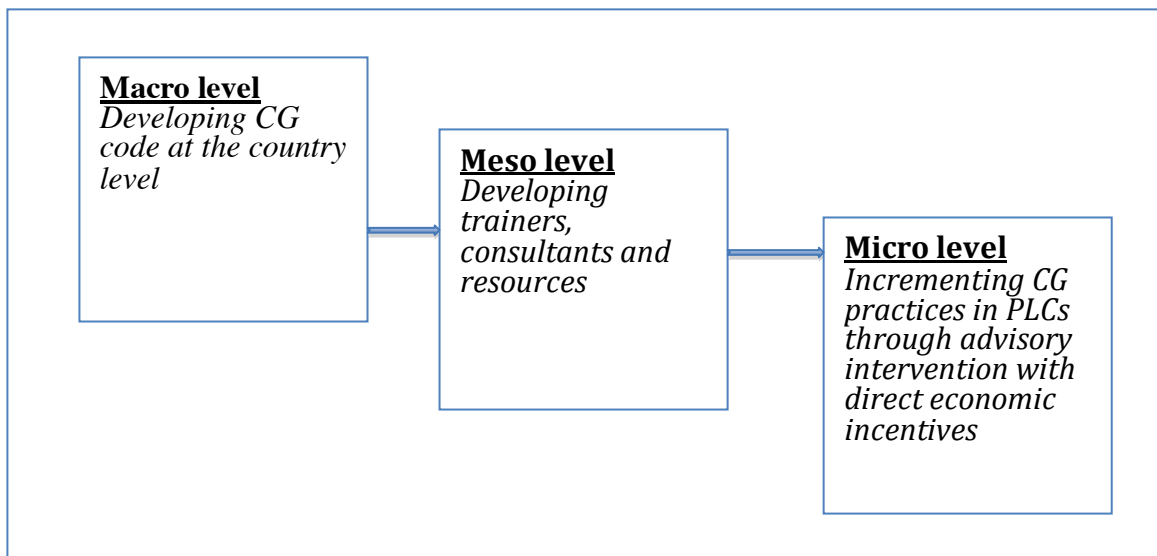 Macro level
Developing CG
code at the country
level
Meso level
Developing
trainers,
consultants and
resources
Micro level
Incrementing CG
practices in PLCs
through advisory
intervention with
direct economic
incentives